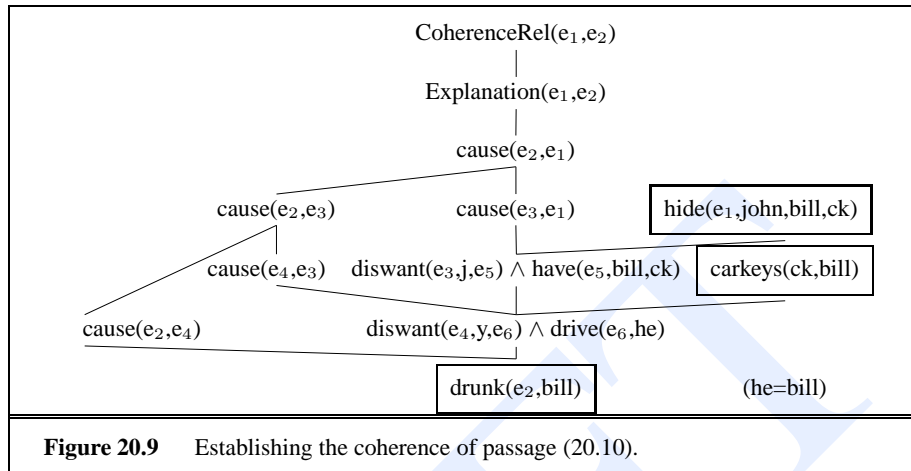 CoherenceRel(e₁,e₂)
Explanation(e₁,e₂)
cause(e₂,e₁)
cause(e₂,e₃) cause(e₃,e₁) hide(e₁,john,bill,ck)
cause(e₄,e₃) diswant(e₃,j,e₅) ∧ have(e₅,bill,ck) carkeys(ck,bill)
cause(e₂,e₄) diswant(e₄,y,e₆) ∧ drive(e₆,he)
drunk(e₂,bill) (he=bill)
Figure 20.9 Establishing the coherence of passage (20.10).